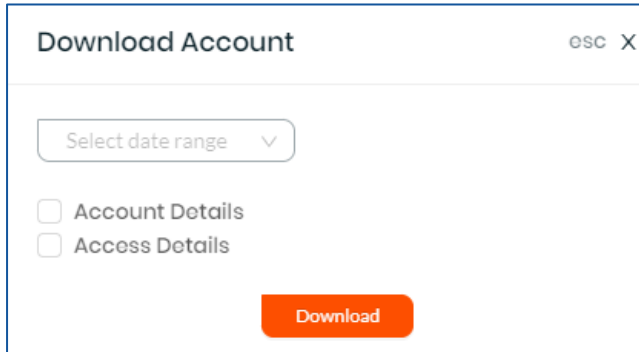 Download Account esc X
Select date range
Account Details
Access Details
Download